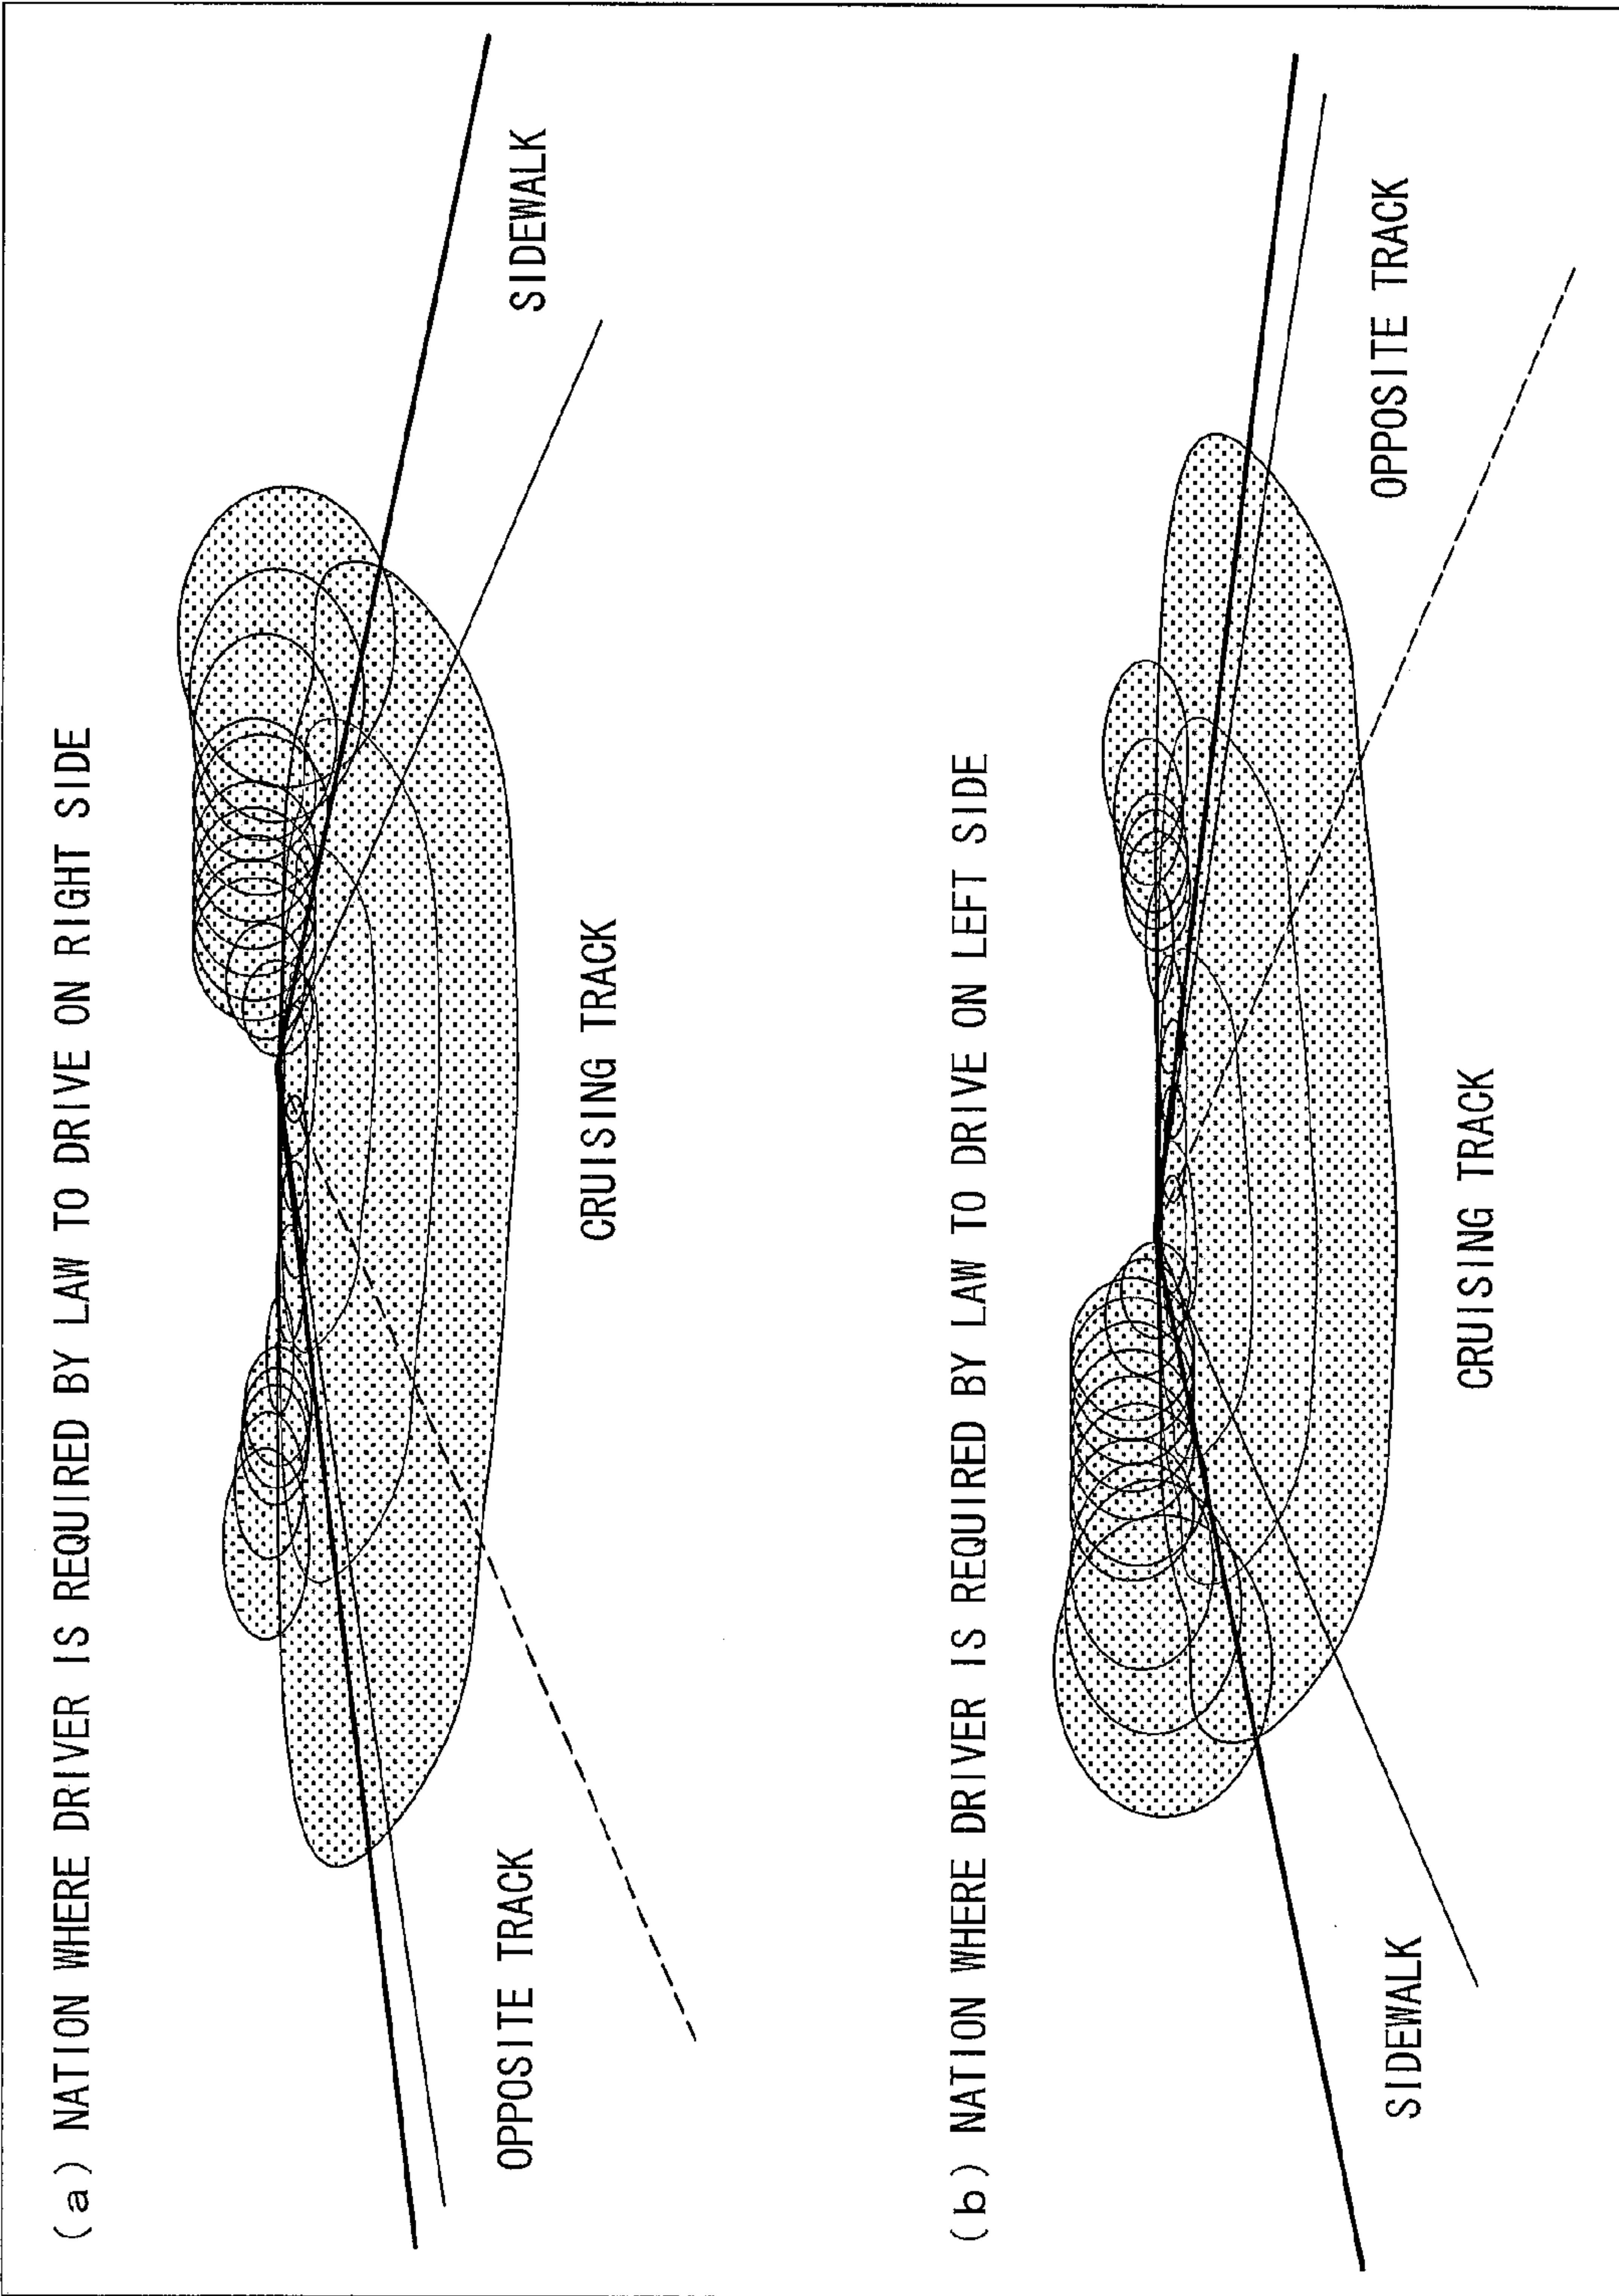 (a) NATION WHERE DRIVER IS REQUIRED BY LAW TO DRIVE ON RIGHT SIDE
SIDEWALK
OPPOSITE TRACK
CRUISING TRACK
(b) NATION WHERE DRIVER IS REQUIRED BY LAW TO DRIVE ON LEFT SIDE
OPPOSITE TRACK
SIDEWALK
CRUISING TRACK